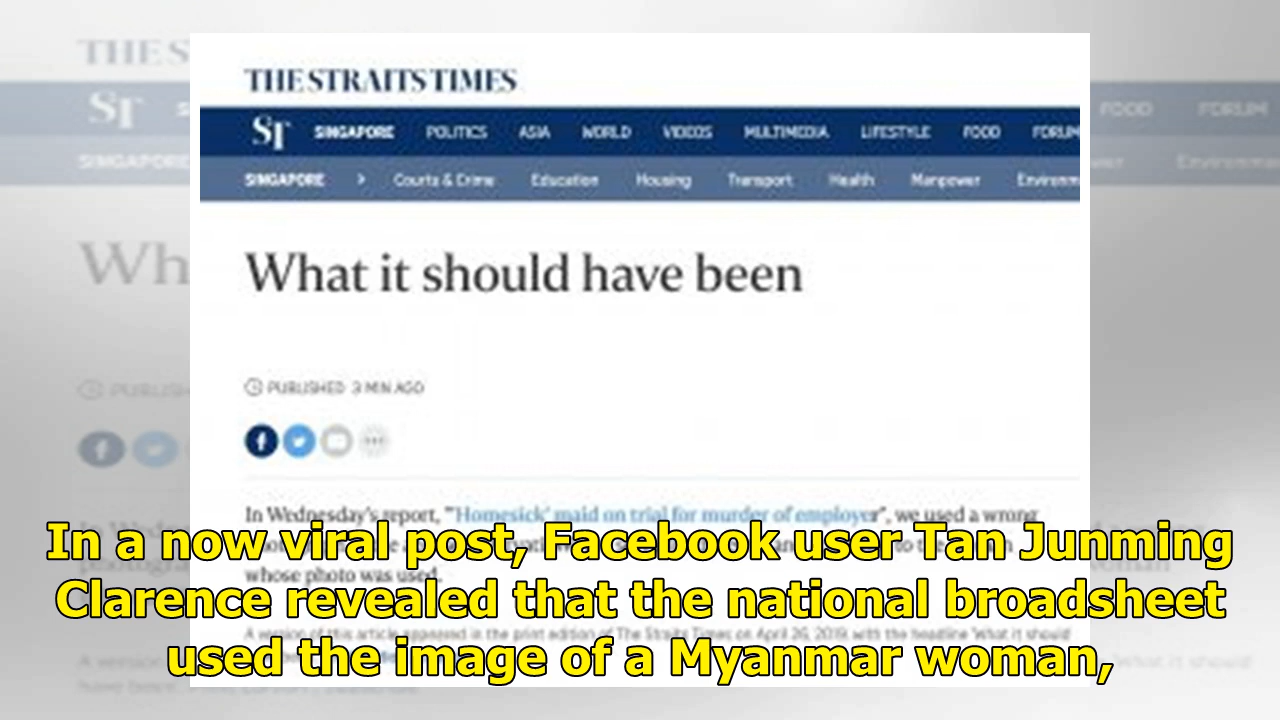 THE STRAITS TIMES
ST SINGAPORE POLITICS ASIA WORLD VIDEOS MULTIMEDIA LIFESTYLE FOOD FORUM
SINGAPORE > Courts & Crime Education Housing Transport Health Manpower Environm
What it should have been
PUBLISHED 3 MIN AGO
In Wednesday's report, "'Homesick' maid on trial for murder of employer", we used a wrong
whose photo was used.
A version of this article appeared in the print edition of The Straits Times on April 26, 2019, with the headline 'What it should
In a now viral post, Facebook user Tan Junming
Clarence revealed that the national broadsheet
used the image of a Myanmar woman,